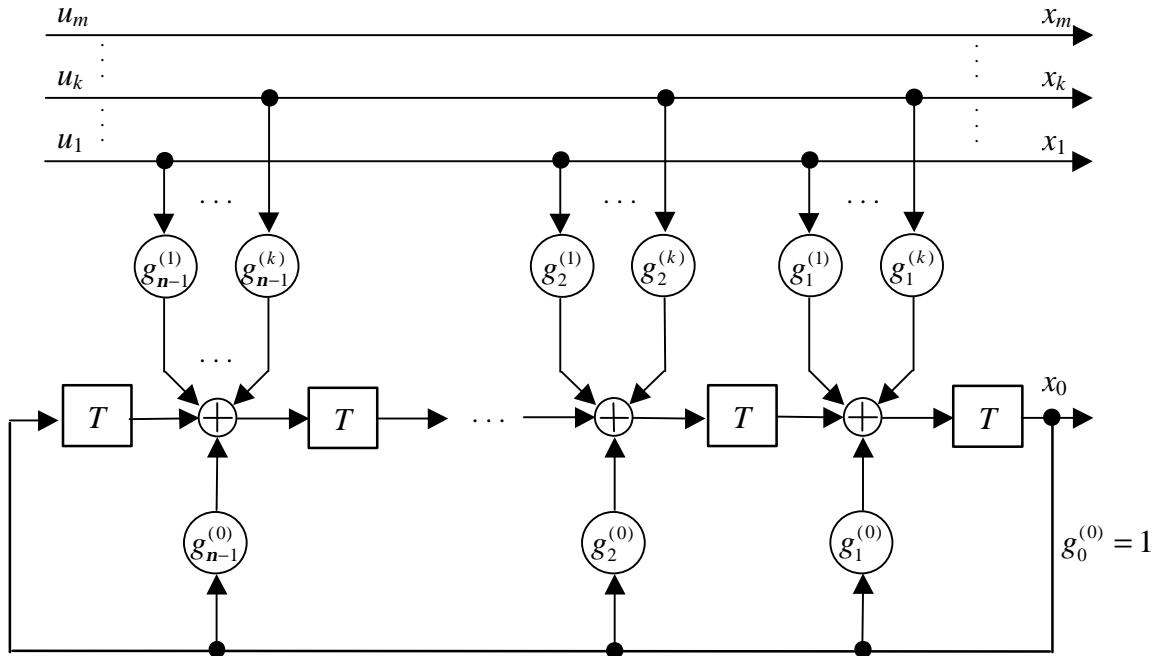 u_m x_m
u_k x_k
u_1 x_1
. . . . . . . . .
g_{n-1}^{(1)} g_{n-1}^{(k)} g_2^{(1)} g_2^{(k)} g_1^{(1)} g_1^{(k)}
. . .
x_0
T + T . . . + T + T
g_{n-1}^{(0)} g_2^{(0)} g_1^{(0)} g_0^{(0)} = 1